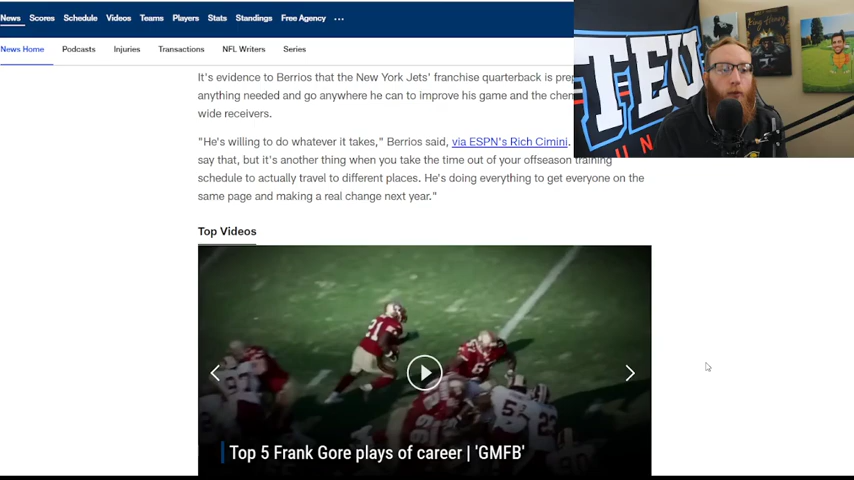 News Scores Schedule Videos Teams Players Stats Standings Free Agency ...
News Home Podcasts Injuries Transactions NFL Writers Series
It's evidence to Berrios that the New York Jets' franchise quarterback is
anything needed and go anywhere he can to improve his game and the
wide receivers.
"He's willing to do whatever it takes," Berrios said, via ESPN's Rich Cimini.
say that, but it's another thing when you take the time out of your offseason training
schedule to actually travel to different places. He's doing everything to get everyone on the
same page and making a real change next year."
Top Videos
21
Top 5 Frank Gore plays of career | 'GMFB'
TEU
UN